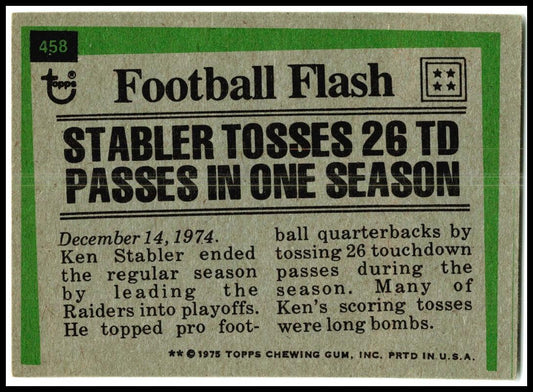 458
Topps®
Football Flash
STABLER TOSSES 26 TD
PASSES IN ONE SEASON
December 14, 1974.
Ken Stabler ended
the regular season
by leading the
Raiders into playoffs.
He topped pro foot-
ball quarterbacks by
tossing 26 touchdown
passes during the
season. Many of
Ken's scoring tosses
were long bombs.
** © 1975 TOPPS CHEWING GUM, INC. PRTD IN U.S.A.